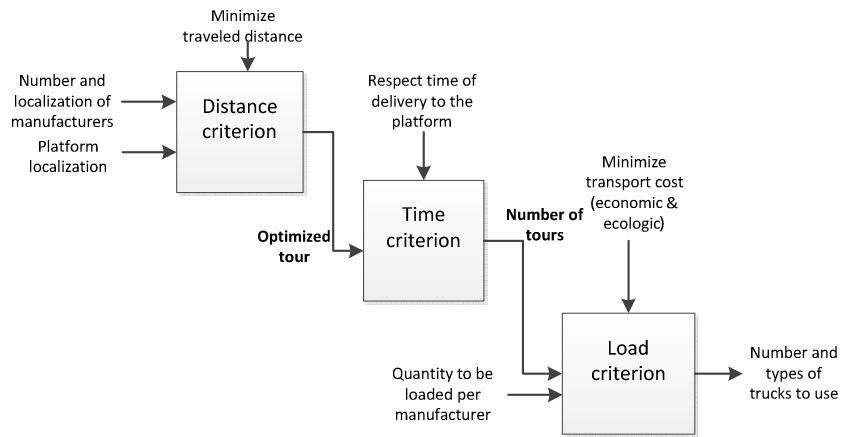 Minimize
traveled distance
Number and
localization of
manufacturers
Platform
localization
Distance
criterion
Respect time of
delivery to the
platform
Optimized
tour
Time
criterion
Number of
tours
Minimize
transport cost
(economic &
ecologic)
Quantity to be
loaded per
manufacturer
Load
criterion
Number and
types of
trucks to use